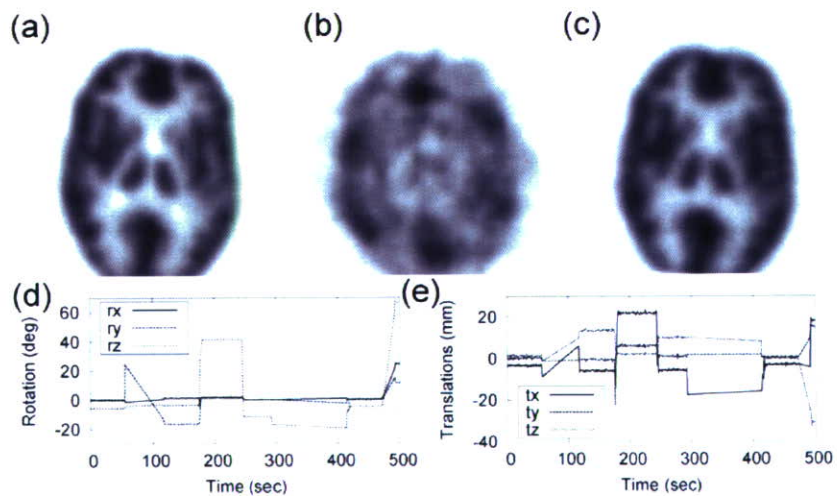 (a)
(b)
(c)
(d)
60
40
20
0
-20
Rotation (deg)
rx
ry
rz
0 100 200 300 400 500
Time (sec)
(e)
20
0
-20
-40
Translations (mm)
tx
ty
tz
0 100 200 300 400 500
Time (sec)